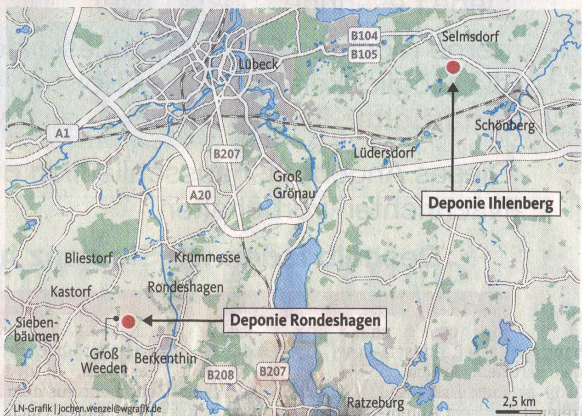 B104
Selmsdorf
B105
Lübeck
A1
Schönberg
B207
Lüdersdorf
Groß
Grönau
A20
Deponie Ihlenberg
Bliestorf
Krummesse
Kastorf
Rondeshagen
Sieben-
bäumen
Deponie Rondeshagen
Groß
Weeden
Berkenthin
B208
B207
Ratzeburg
2,5 km
LN-Grafik | jochen.wenzel@wgrafik.de